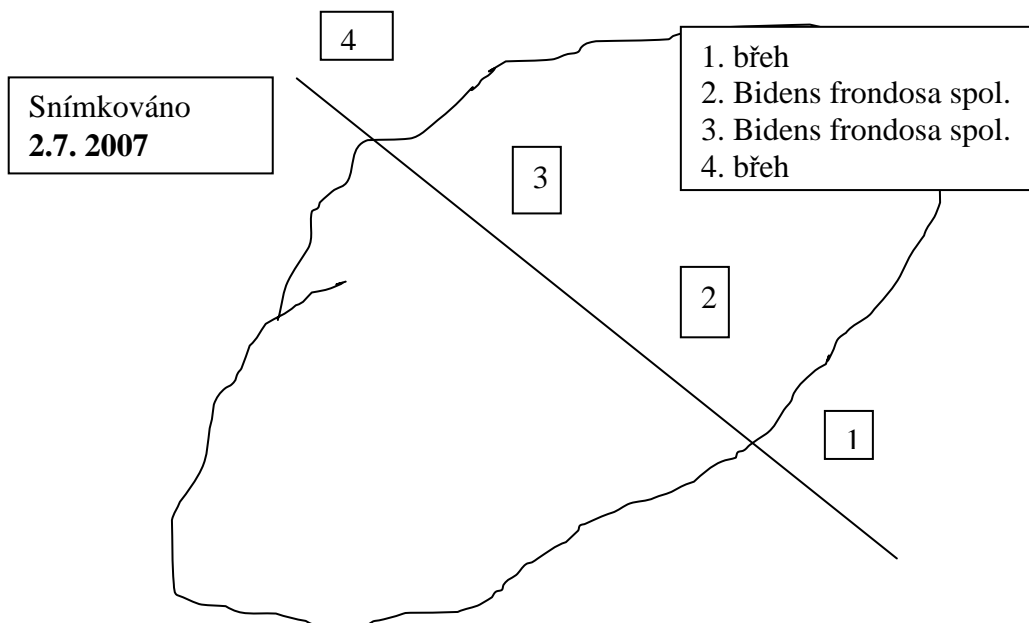 4
1. břeh
2. Bidens frondosa spol.
3. Bidens frondosa spol.
4. břeh
Snímkováno
2.7. 2007
3
2
1